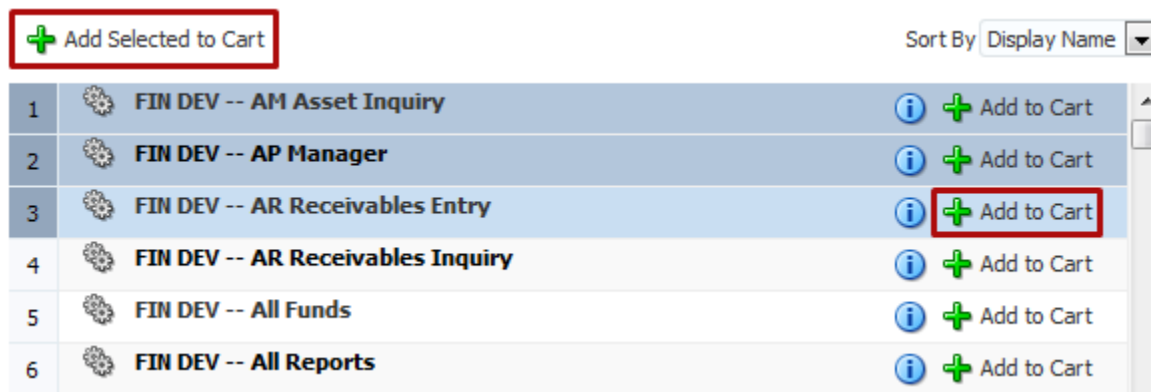 Add Selected to Cart Sort By Display Name
1 FIN DEV -- AM Asset Inquiry i Add to Cart
2 FIN DEV -- AP Manager i Add to Cart
3 FIN DEV -- AR Receivables Entry i Add to Cart
4 FIN DEV -- AR Receivables Inquiry i Add to Cart
5 FIN DEV -- All Funds i Add to Cart
6 FIN DEV -- All Reports i Add to Cart